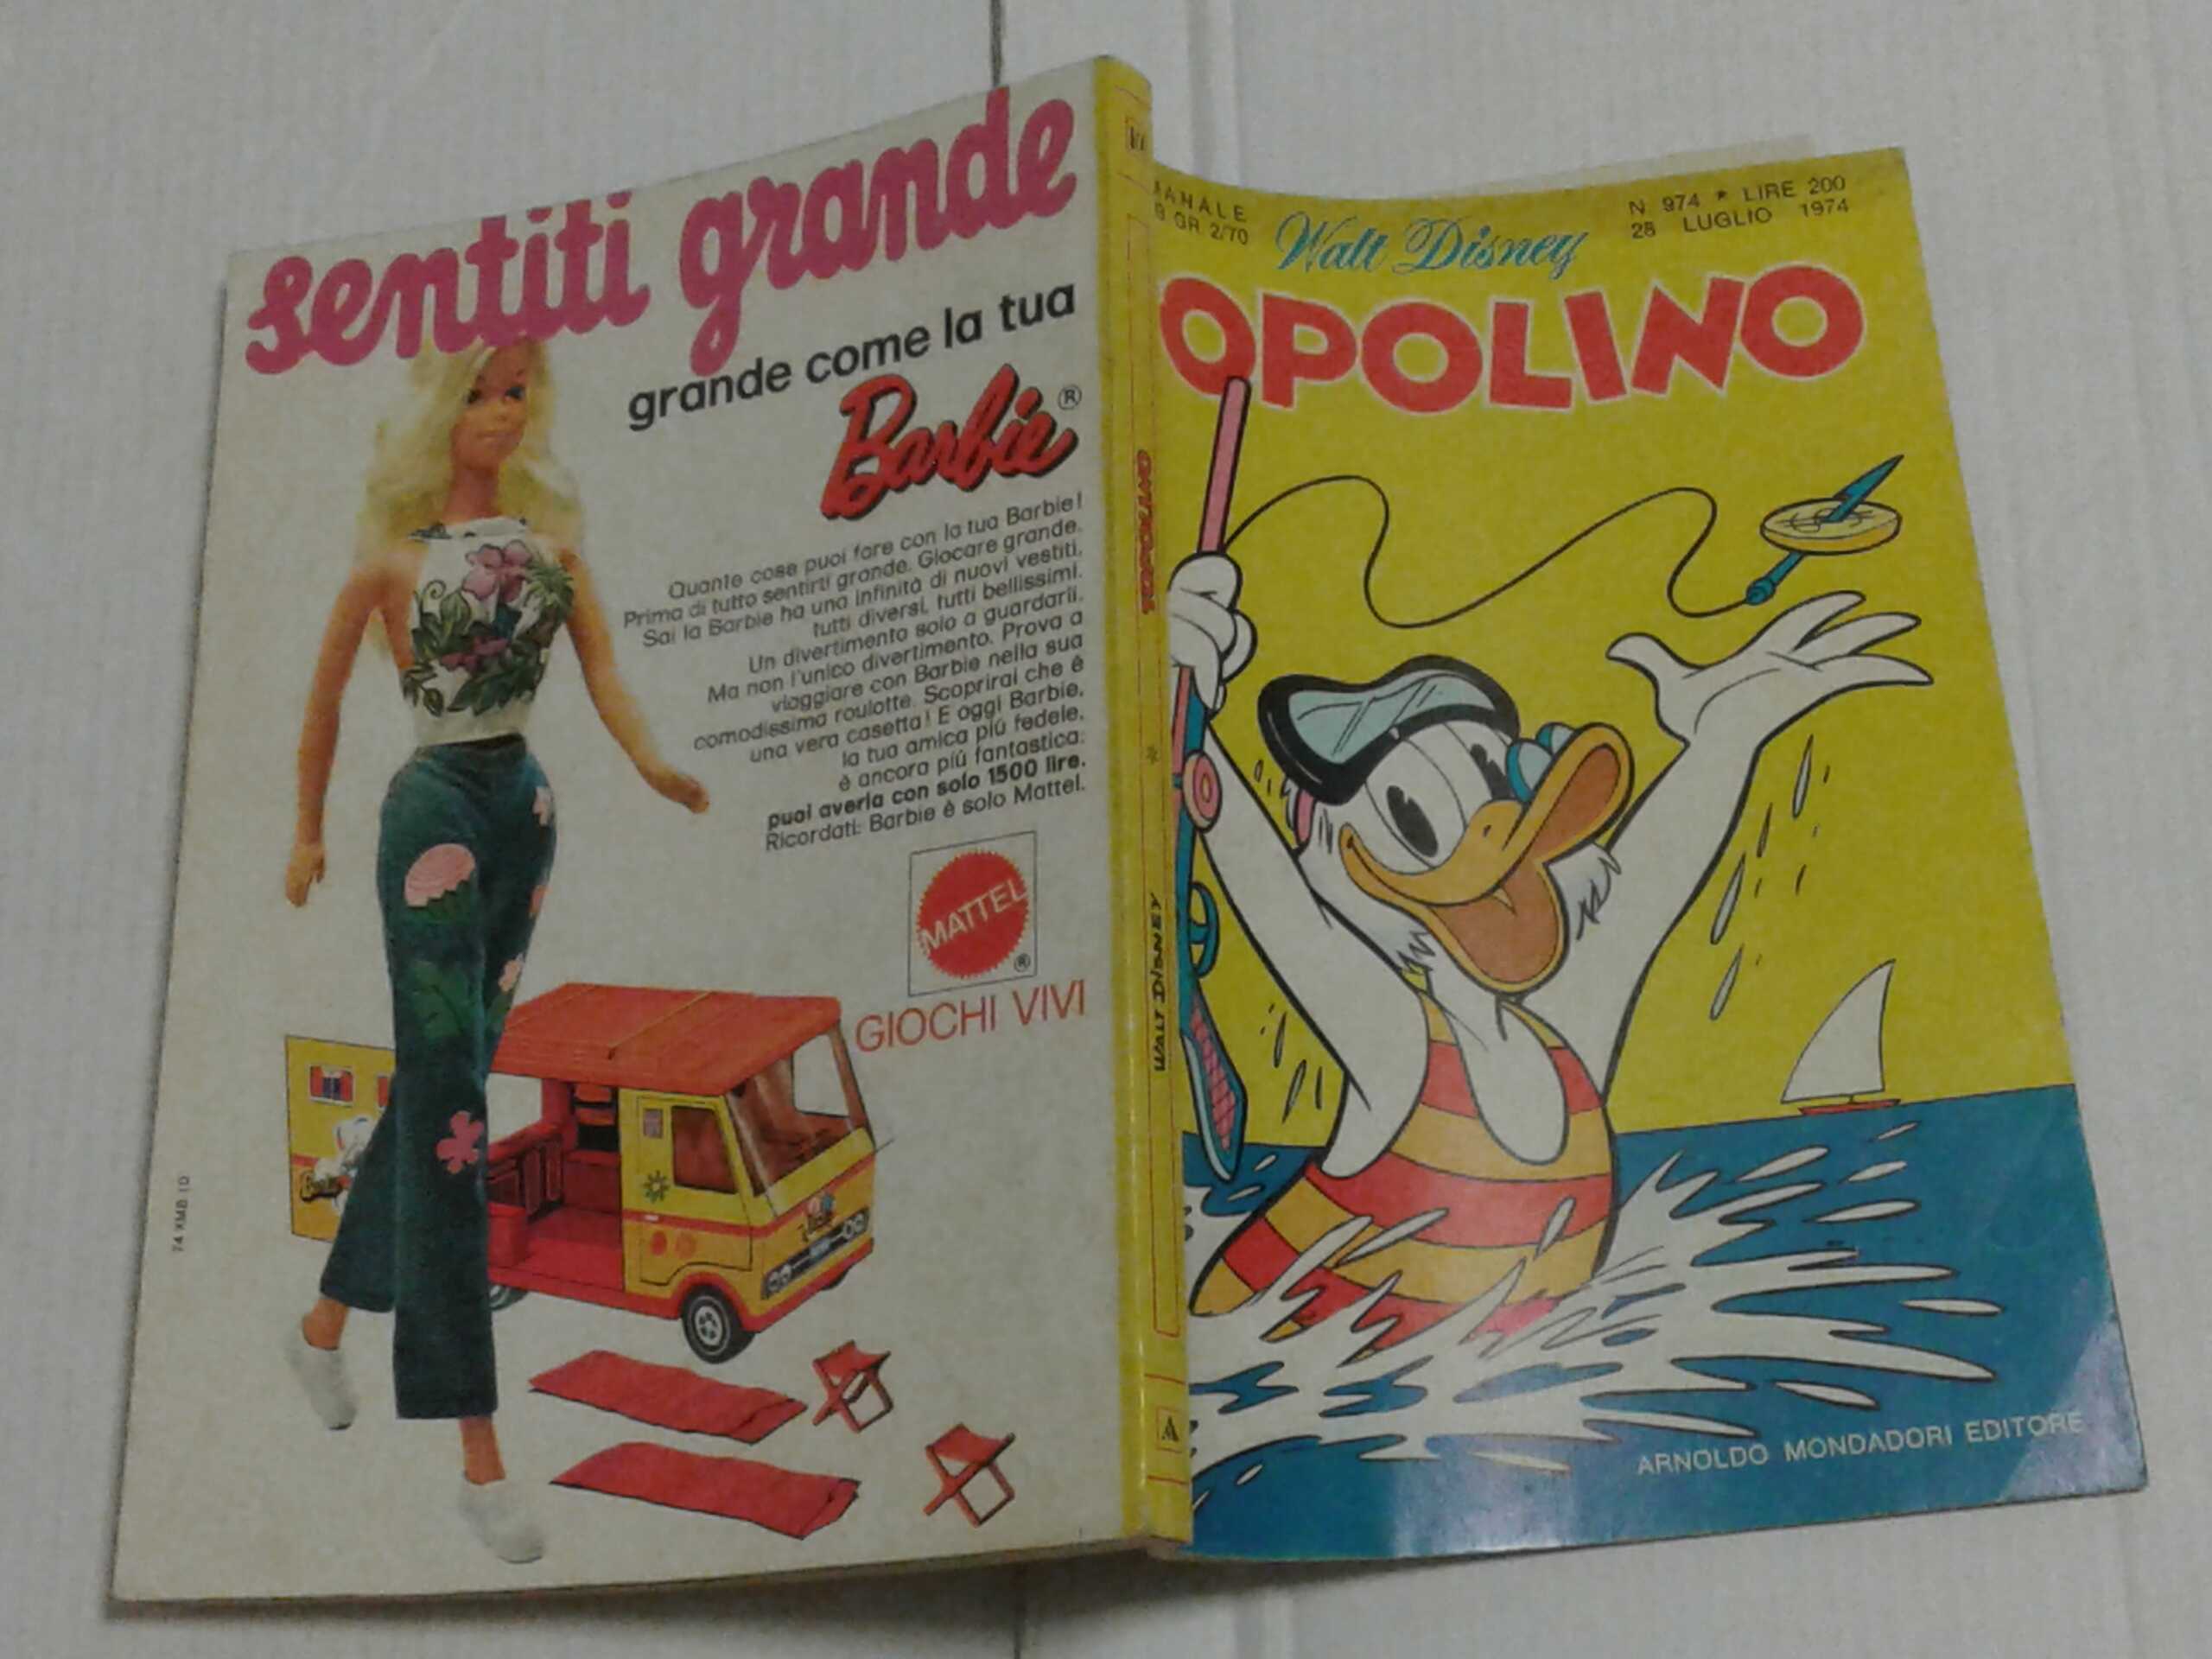 sentiti grande
grande come la tua
Barbie®
Quante cose puoi fare con la tua Barbie!
Prima di tutto sentirti grande. Giocare grande.
Sai la Barbie ha una infinità di nuovi vestiti,
tutti diversi, tutti bellissimi.
Un divertimento solo a guardarli.
Ma non l'unico divertimento. Prova a
viaggiare con Barbie nella sua
comodissima roulotte. Scoprirai che è
una vera casetta! E oggi Barbie,
la tua amica più fedele,
è ancora più fantastica:
puoi averla con solo 1500 lire.
Ricordati: Barbie è solo Mattel.
MATTEL
®
GIOCHI VIVI
74 XMB 10
TOPOLINO
*
WALT DISNEY
A
ANALE
GR 2/70
Walt Disney
N 974 * LIRE 200
28 LUGLIO 1974
OPOLINO
ARNOLDO MONDADORI EDITORE